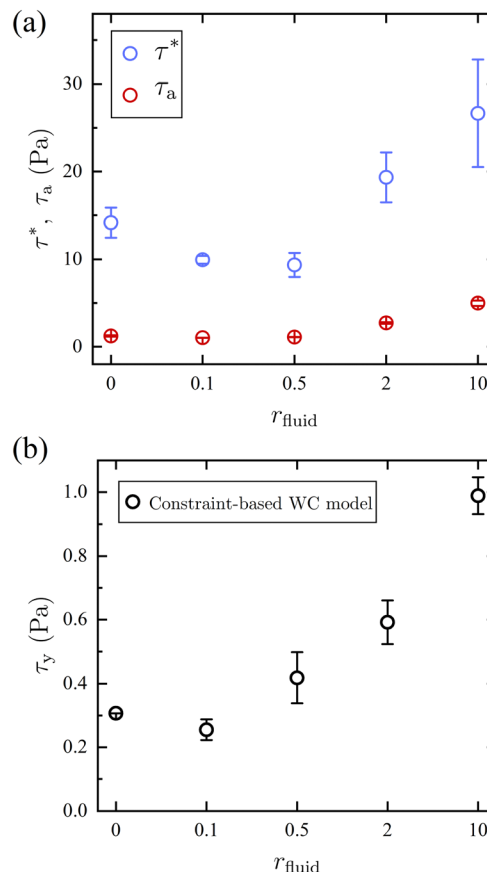 (a)
τ*
τa
τ*, τa (Pa)
30
20
10
0
0 0.1 0.5 2 10
rfluid
(b)
Constraint-based WC model
τy (Pa)
1.0
0.8
0.6
0.4
0.2
0.0
0 0.1 0.5 2 10
rfluid